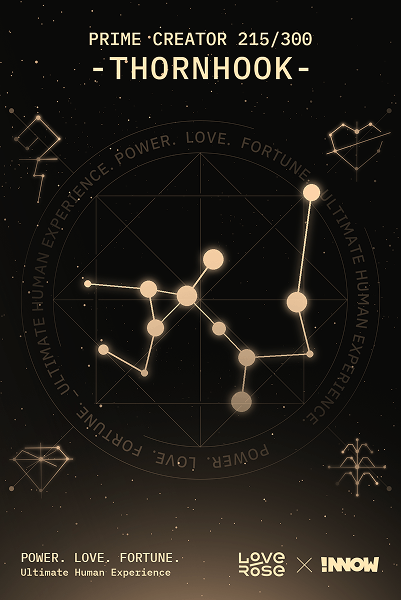 PRIME·CREATOR 215/300
-THORNHOOK-
POWER. LOVE. FORTUNE. ULTIMATE HUMAN EXPERIENCE.
POWER. LOVE. FORTUNE - ULTIMATE HUMAN EXPERIENCE.
POWER. LOVE. FORTUNE.
Ultimate Human Experience
LOVE
ROSE
×
!NNOW